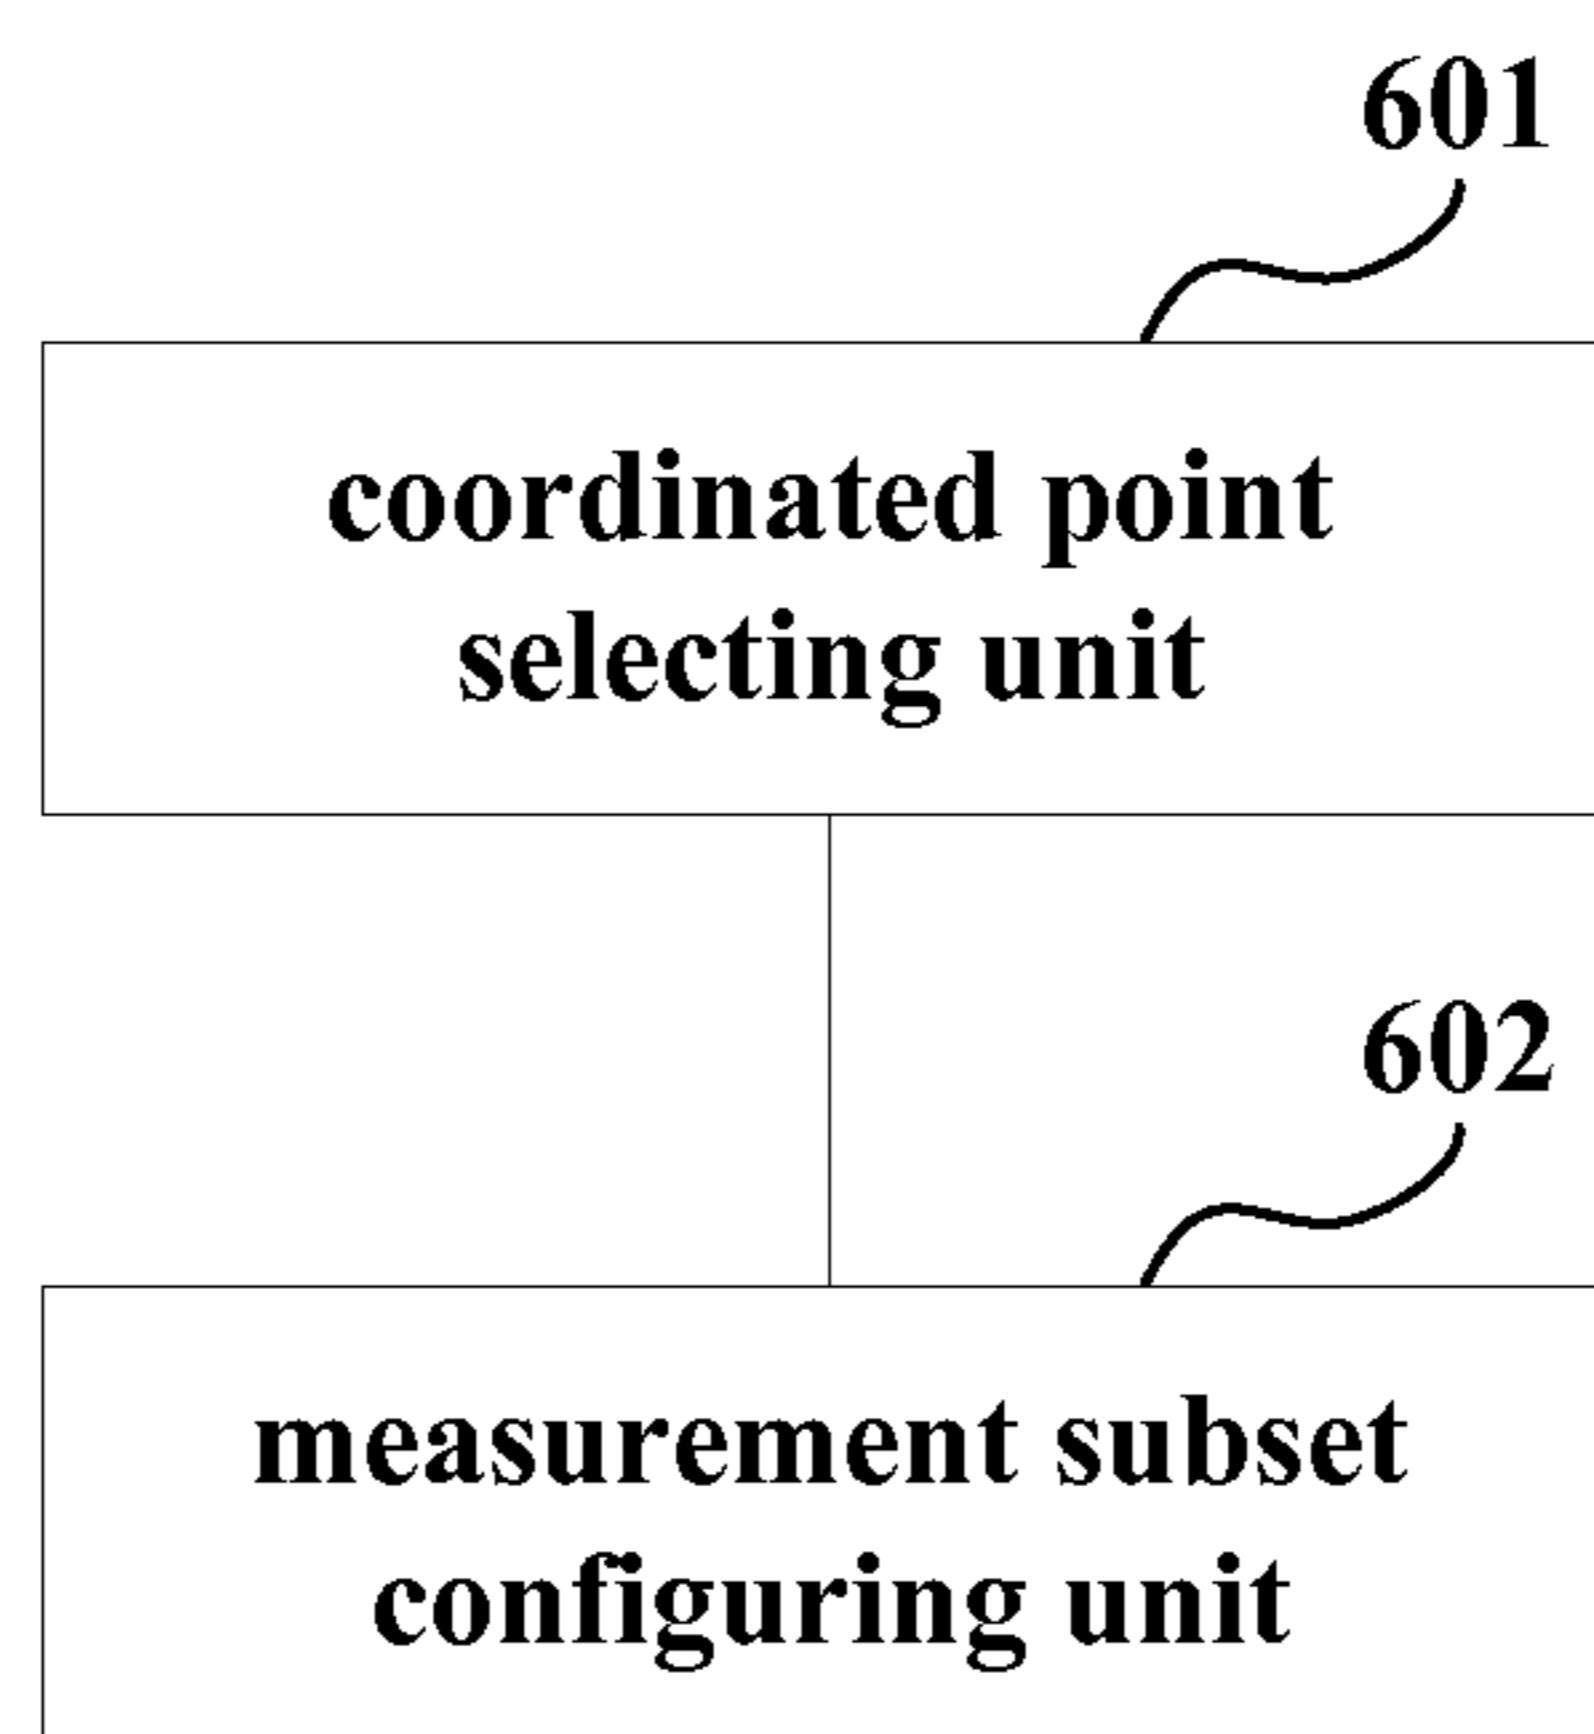 601
coordinated point
selecting unit
602
measurement subset
configuring unit